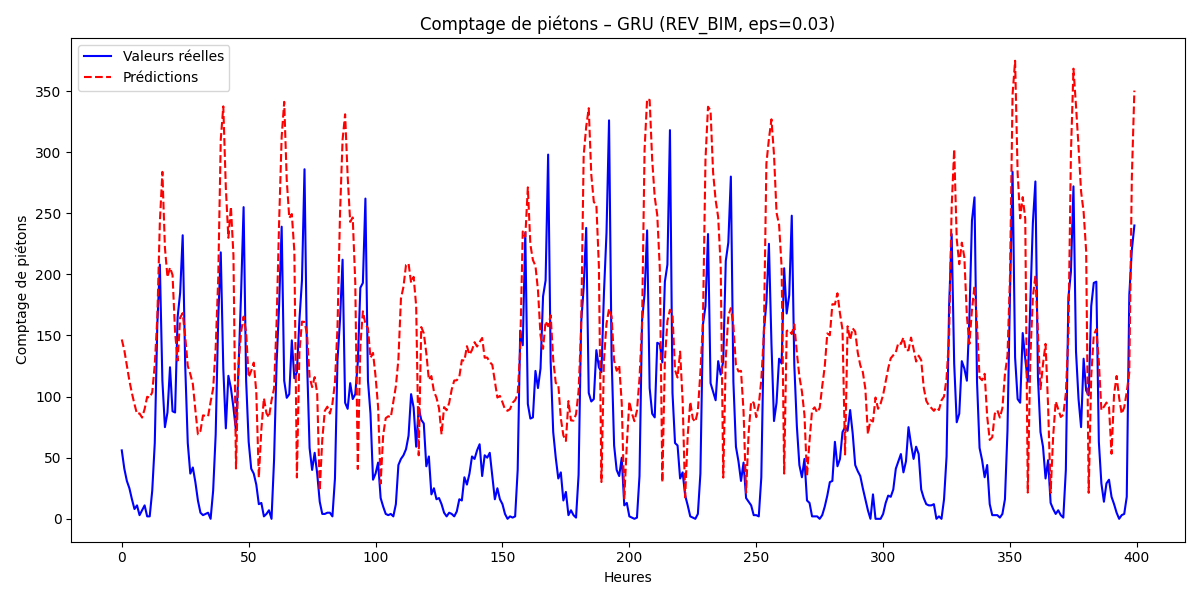 Comptage de piétons – GRU (REV_BIM, eps=0.03)
Valeurs réelles
Prédictions
Comptage de piétons
350
300
250
200
150
100
50
0
0 50 100 150 200 250 300 350 400
Heures